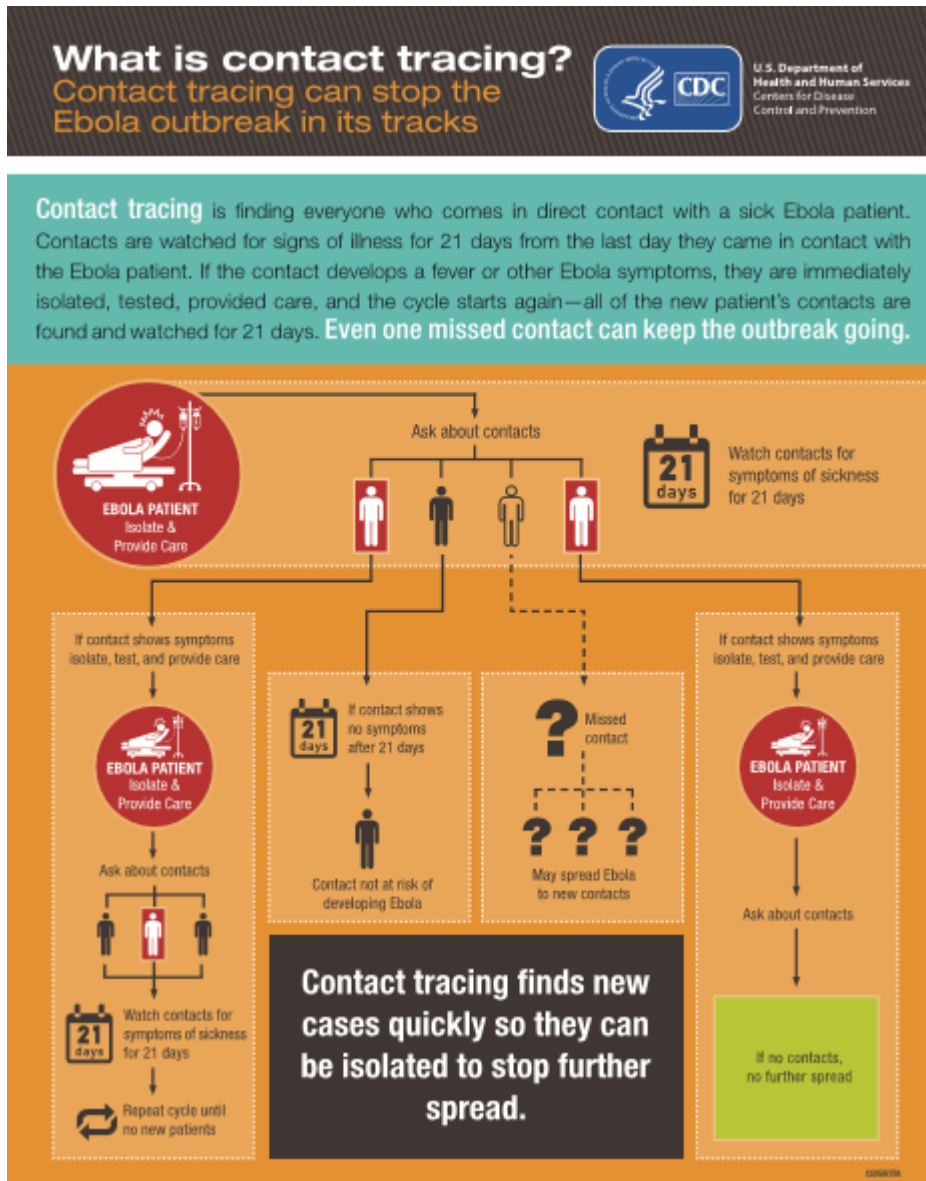 What is contact tracing?
Contact tracing can stop the
Ebola outbreak in its tracks
CDC
U.S. Department of
Health and Human Services
Centers for Disease
Control and Prevention
Contact tracing is finding everyone who comes in direct contact with a sick Ebola patient.
Contacts are watched for signs of illness for 21 days from the last day they came in contact with
the Ebola patient. If the contact develops a fever or other Ebola symptoms, they are immediately
isolated, tested, provided care, and the cycle starts again—all of the new patient's contacts are
found and watched for 21 days. Even one missed contact can keep the outbreak going.
EBOLA PATIENT
Isolate &
Provide Care
Ask about contacts
21
days
Watch contacts for
symptoms of sickness
for 21 days
If contact shows symptoms
isolate, test, and provide care
EBOLA PATIENT
Isolate &
Provide Care
Ask about contacts
21
days
Watch contacts for
symptoms of sickness
for 21 days
Repeat cycle until
no new patients
21
days
If contact shows
no symptoms
after 21 days
Contact not at risk of
developing Ebola
?
Missed
contact
? ? ?
May spread Ebola
to new contacts
If contact shows symptoms
isolate, test, and provide care
EBOLA PATIENT
Isolate &
Provide Care
Ask about contacts
If no contacts,
no further spread
Contact tracing finds new
cases quickly so they can
be isolated to stop further
spread.